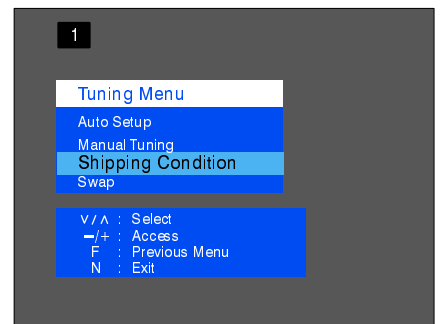 1
Tuning Menu
Auto Setup
Manual Tuning
Shipping Condition
Swap
∨/∧ : Select
−/+ : Access
F : Previous Menu
N : Exit